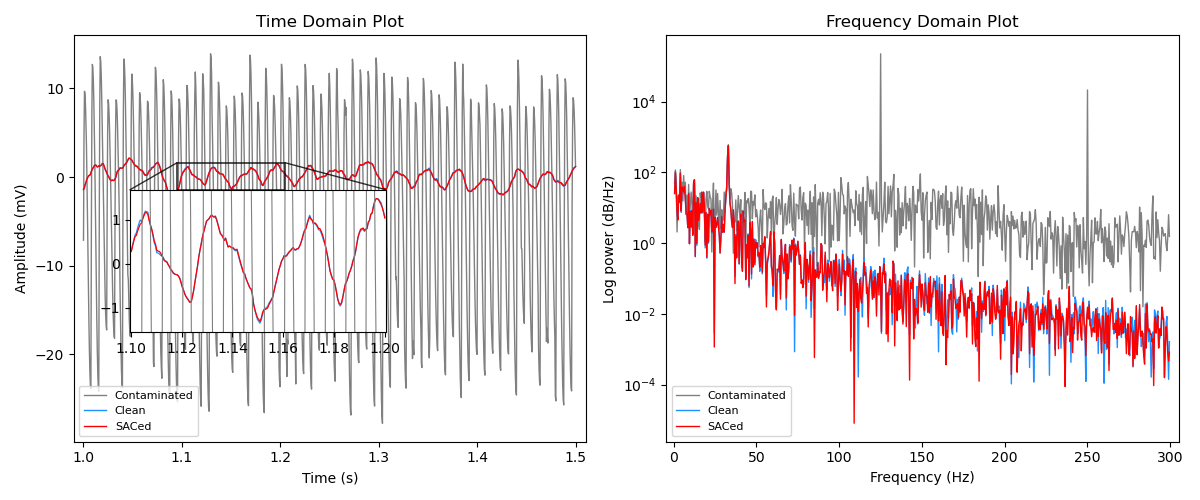 Time Domain Plot
Amplitude (mV)
10
0
−10
−20
1
0
−1
1.10 1.12 1.14 1.16 1.18 1.20
Contaminated
Clean
SACed
1.0 1.1 1.2 1.3 1.4 1.5
Time (s)
Frequency Domain Plot
Log power (dB/Hz)
10^4
10^2
10^0
10^−2
10^−4
Contaminated
Clean
SACed
0 50 100 150 200 250 300
Frequency (Hz)